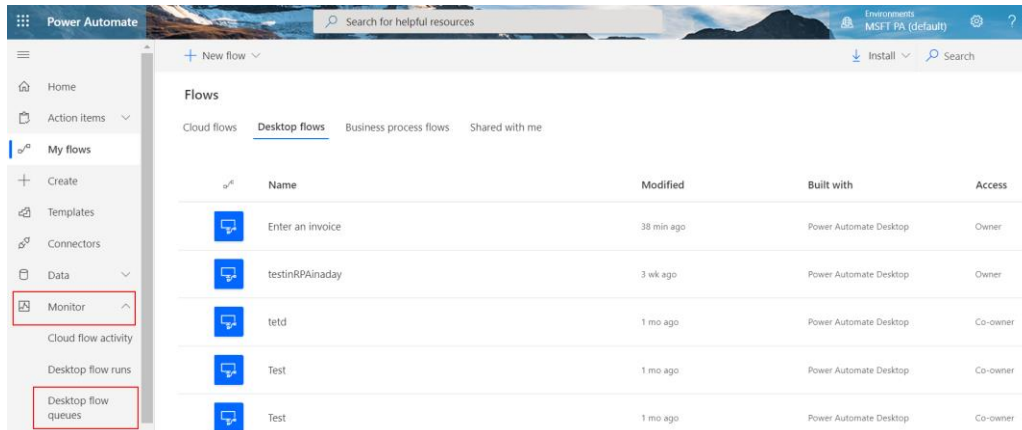 Power Automate
Search for helpful resources
Environments
MSFT PA (default)
?
New flow
Install
Search
Home
Action items
My flows
Create
Templates
Connectors
Data
Monitor
Cloud flow activity
Desktop flow runs
Desktop flow
queues
Flows
Cloud flows Desktop flows Business process flows Shared with me
Name Modified Built with Access
Enter an invoice 38 min ago Power Automate Desktop Owner
testinRPAinaday 3 wk ago Power Automate Desktop Owner
tetd 1 mo ago Power Automate Desktop Co-owner
Test 1 mo ago Power Automate Desktop Co-owner
Test 1 mo ago Power Automate Desktop Co-owner